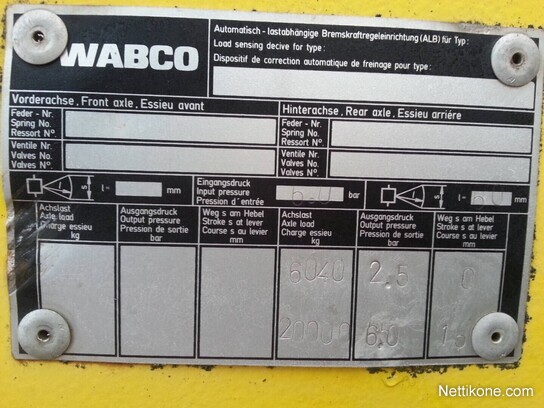 WABCO
Automatisch - lastabhängige Bremskraftregeleinrichtung (ALB) für Typ:
Load sensing decive for type:
Dispositif de correction automatique de freinage pour type:
Vorderachse, Front axle, Essieu avant
Hinterachse, Rear axle, Essieu arriére
Feder - Nr.
Spring No.
Ressort N°.
Feder - Nr.
Spring No.
Ressort N°.
Ventile Nr.
Valves No.
Valves N°.
Ventile Nr.
Valves No.
Valves N°.
s
l= mm
Eingangsdruck
Input pressure
Pression d'entrée
6.0 bar
s
l= mm
Achslast
Axle load
Charge essieu
kg
Ausgangsdruck
Output pressure
Pression de sortie
bar
Weg s am Hebel
Stroke s at lever
Course s au levier
mm
Achslast
Axle load
Charge essieu
kg
Ausgangsdruck
Output pressure
Pression de sortie
bar
Weg s am Hebel
Stroke s at lever
Course s au levier
mm
6040 2.5 0
20000 6.0
Nettikone.com